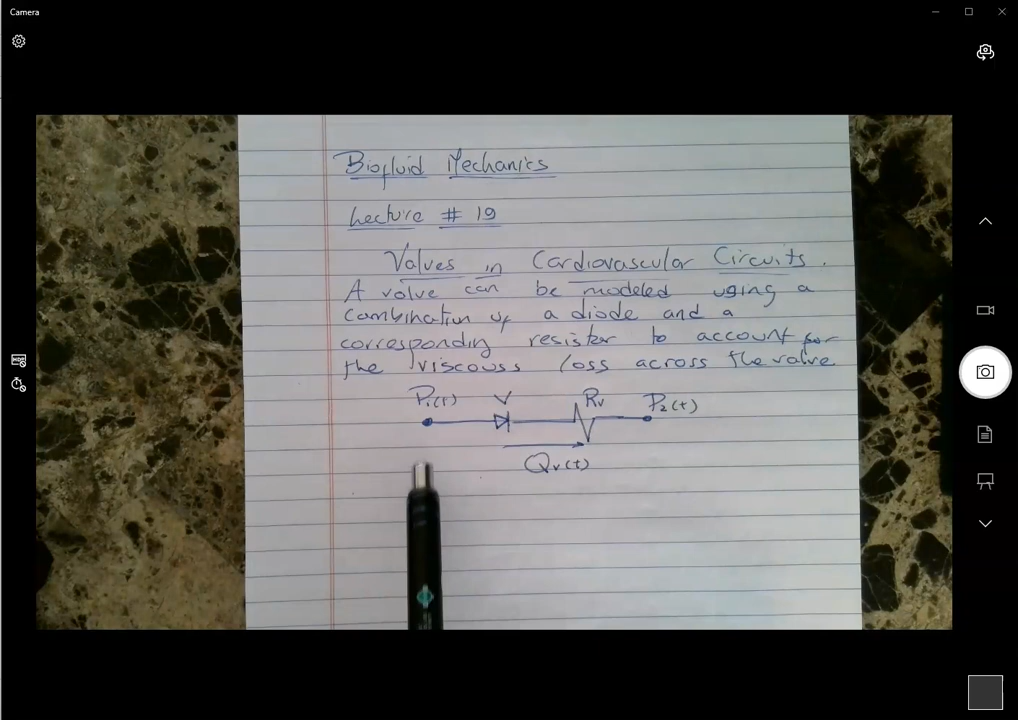 Camera
Biofluid Mechanics
Lecture # 19
Valves in Cardiovascular Circuits.
A valve can be modeled using a
combination of a diode and a
corresponding resistor to account for
the viscouss loss across the valve
P₁(t) V Rv P₂(t)
Qv(t)